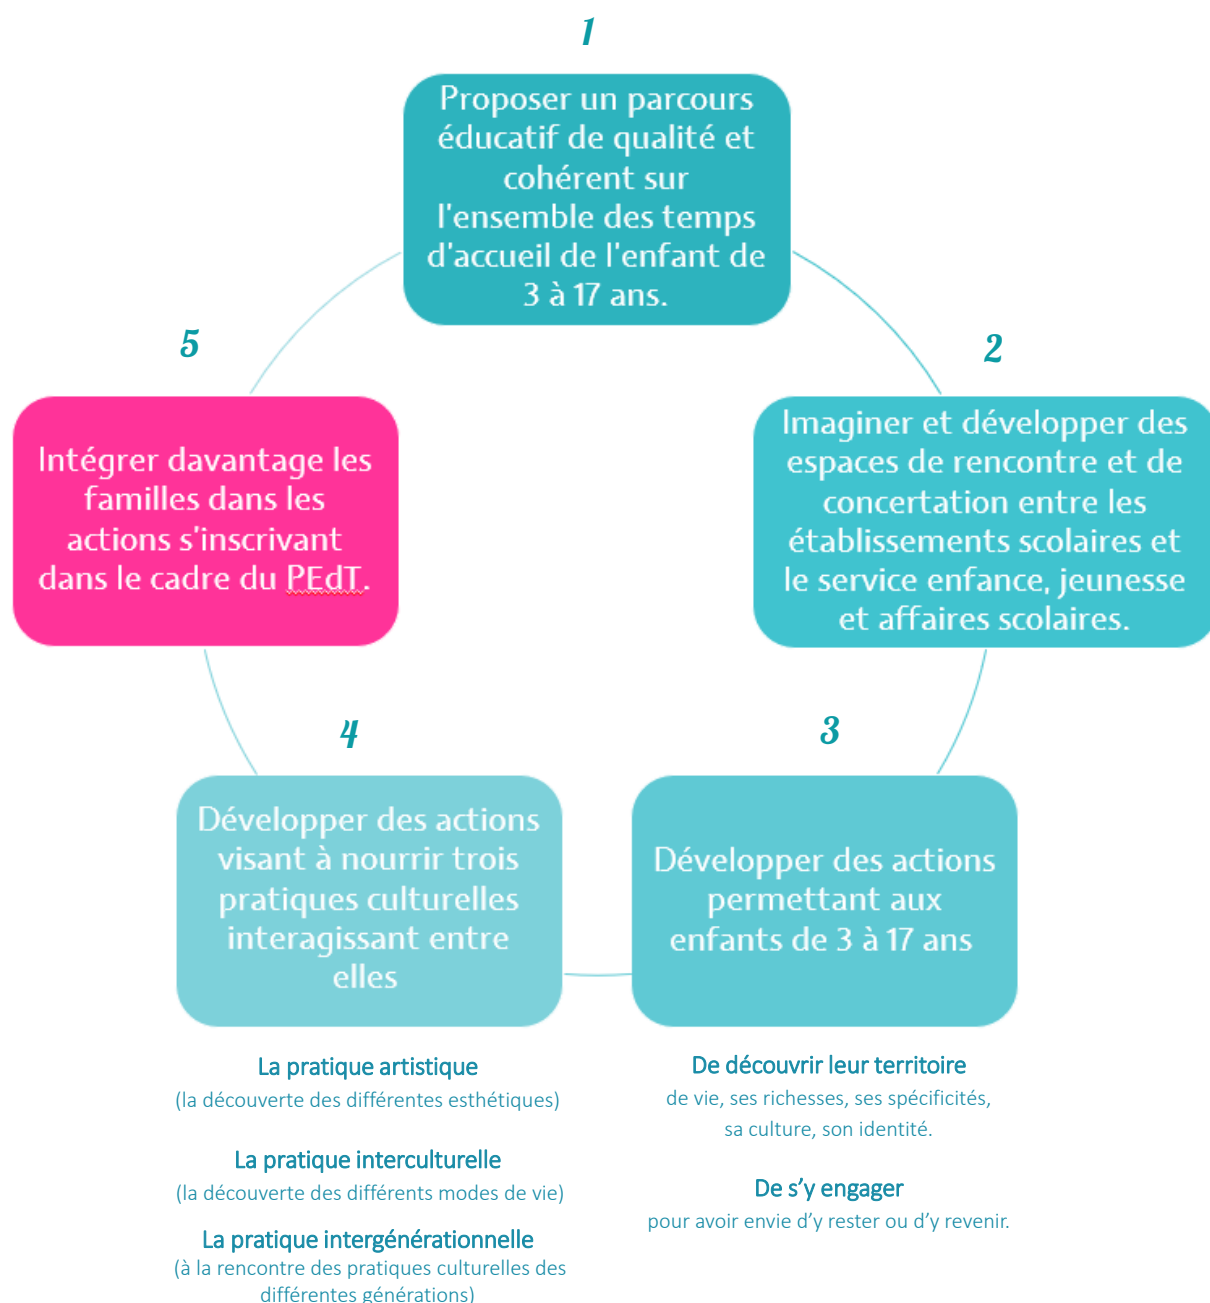 1
Proposer un parcours
éducatif de qualité et
cohérent sur
l'ensemble des temps
d'accueil de l'enfant de
3 à 17 ans.
2
Imaginer et développer des
espaces de rencontre et de
concertation entre les
établissements scolaires et
le service enfance, jeunesse
et affaires scolaires.
3
Développer des actions
permettant aux
enfants de 3 à 17 ans
De découvrir leur territoire
de vie, ses richesses, ses spécificités,
sa culture, son identité.
De s'y engager
pour avoir envie d'y rester ou d'y revenir.
4
Développer des actions
visant à nourrir trois
pratiques culturelles
interagissant entre
elles
La pratique artistique
(la découverte des différentes esthétiques)
La pratique interculturelle
(la découverte des différents modes de vie)
La pratique intergénérationnelle
(à la rencontre des pratiques culturelles des
différentes générations)
5
Intégrer davantage les
familles dans les
actions s'inscrivant
dans le cadre du PEdT.